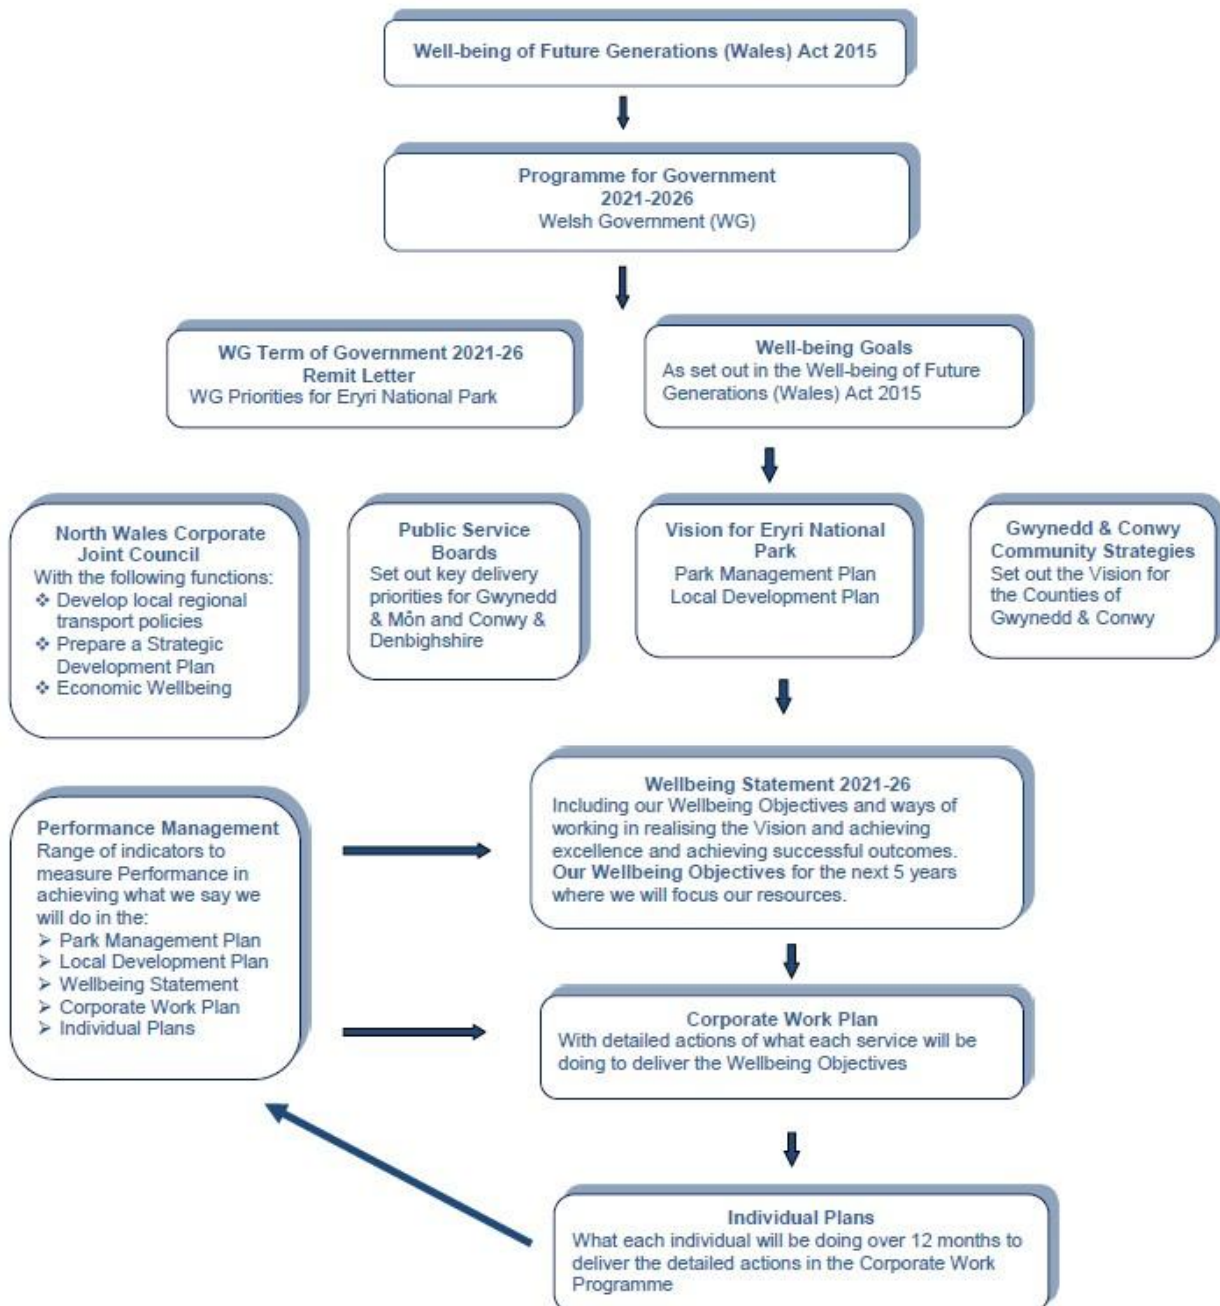 Well-being of Future Generations (Wales) Act 2015
Programme for Government
2021-2026
Welsh Government (WG)
WG Term of Government 2021-26
Remit Letter
WG Priorities for Eryri National Park
Well-being Goals
As set out in the Well-being of Future
Generations (Wales) Act 2015
North Wales Corporate
Joint Council
With the following functions:
❖ Develop local regional
transport policies
❖ Prepare a Strategic
Development Plan
❖ Economic Wellbeing
Public Service
Boards
Set out key delivery
priorities for Gwynedd
& Môn and Conwy &
Denbighshire
Vision for Eryri National
Park
Park Management Plan
Local Development Plan
Gwynedd & Conwy
Community Strategies
Set out the Vision for
the Counties of
Gwynedd & Conwy
Performance Management
Range of indicators to
measure Performance in
achieving what we say we
will do in the:
➢ Park Management Plan
➢ Local Development Plan
➢ Wellbeing Statement
➢ Corporate Work Plan
➢ Individual Plans
Wellbeing Statement 2021-26
Including our Wellbeing Objectives and ways of
working in realising the Vision and achieving
excellence and achieving successful outcomes.
Our Wellbeing Objectives for the next 5 years
where we will focus our resources.
Corporate Work Plan
With detailed actions of what each service will be
doing to deliver the Wellbeing Objectives
Individual Plans
What each individual will be doing over 12 months to
deliver the detailed actions in the Corporate Work
Programme